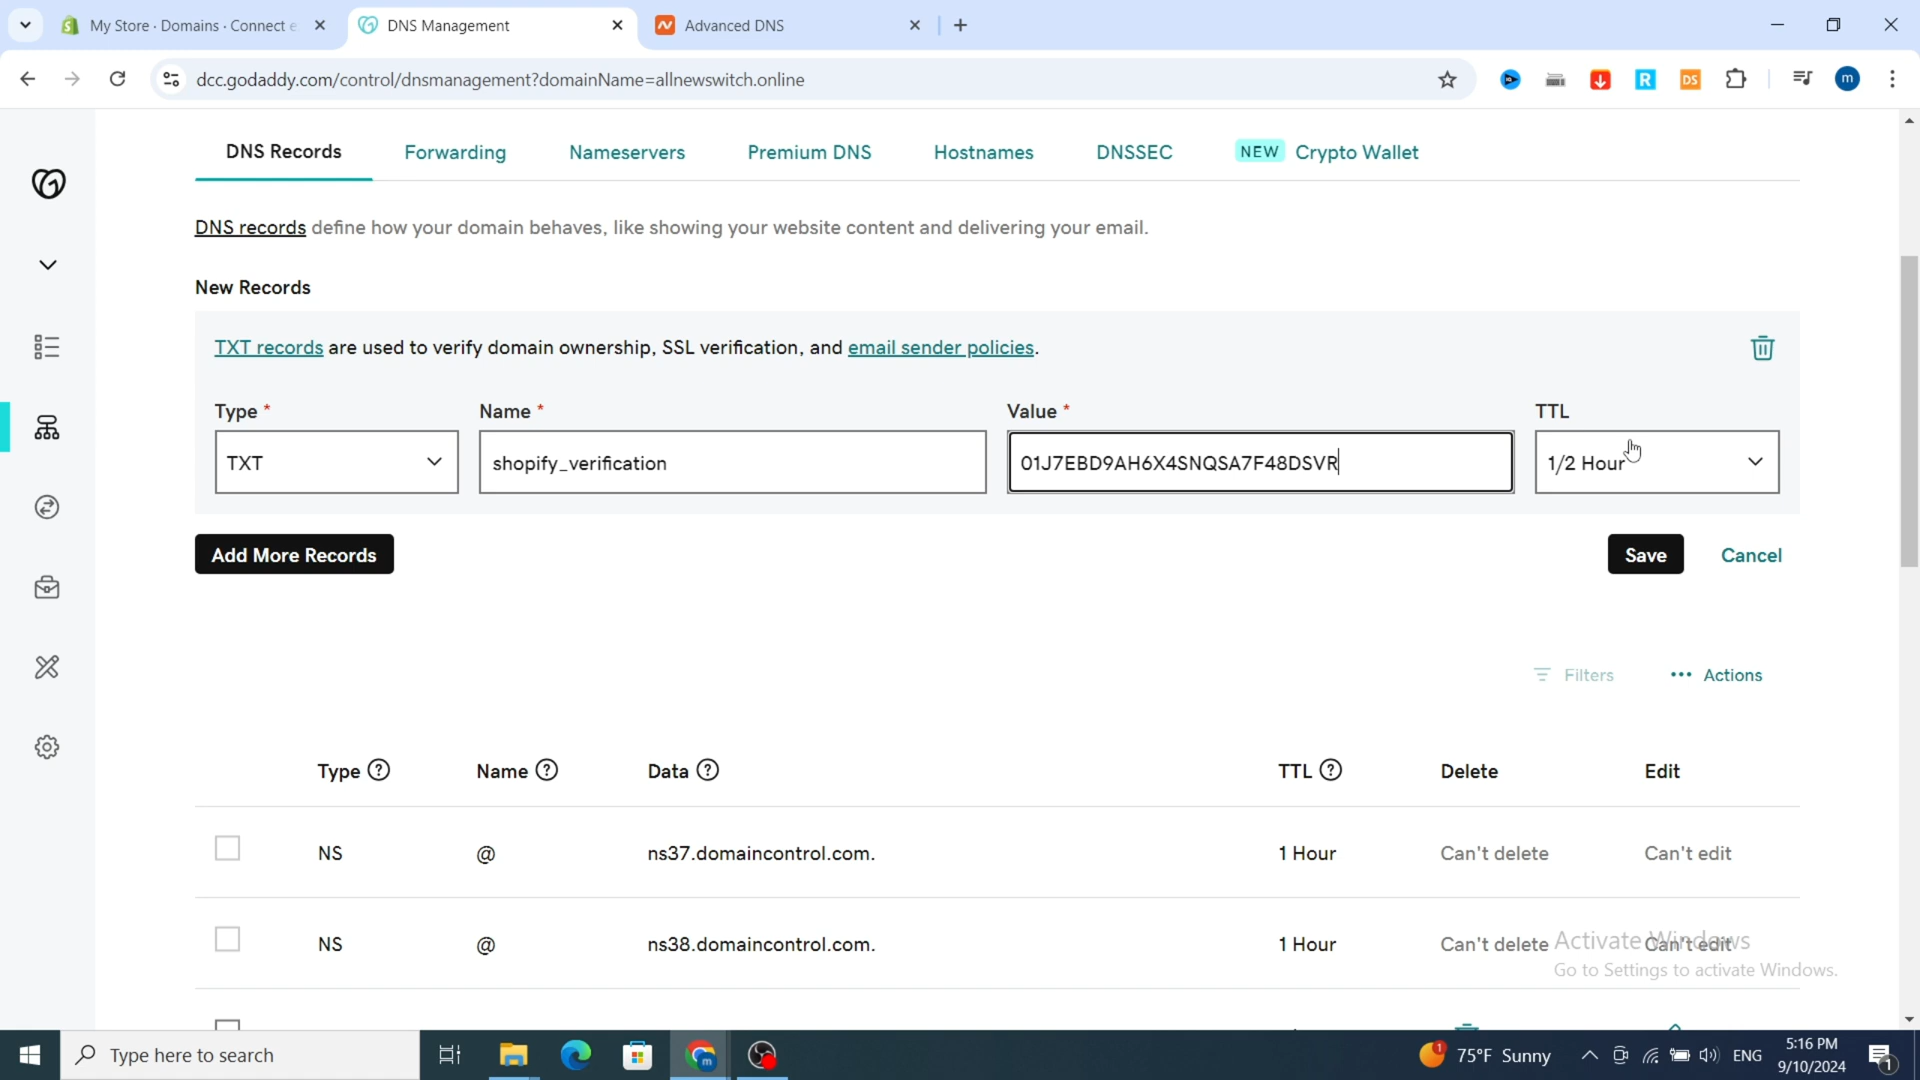 My Store · Domains · Connect e
DNS Management
Advanced DNS
dcc.godaddy.com/control/dnsmanagement?domainName=allnewswitch.online
R
DS
m
DNS Records
Forwarding
Nameservers
Premium DNS
Hostnames
DNSSEC
NEW Crypto Wallet
DNS records define how your domain behaves, like showing your website content and delivering your email.
New Records
TXT records are used to verify domain ownership, SSL verification, and email sender policies.
Type * Name * Value * TTL
TXT shopify_verification 01J7EBD9AH6X4SNQSA7F48DSVR 1/2 Hour
Add More Records Save Cancel
Filters ••• Actions
Type ? Name ? Data ? TTL ? Delete Edit
NS @ ns37.domaincontrol.com. 1 Hour Can't delete Can't edit
NS @ ns38.domaincontrol.com. 1 Hour Can't delete Can't edit
Activate Windows
Go to Settings to activate Windows.
Type here to search
m
1
75°F Sunny
ENG
5:16 PM
9/10/2024
1